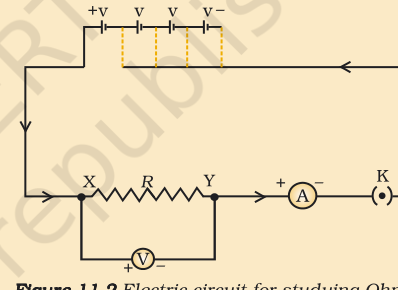 +v v v v−
X R Y + A − K
+ V −
Figure 11.2 Electric circuit for studying Ohm